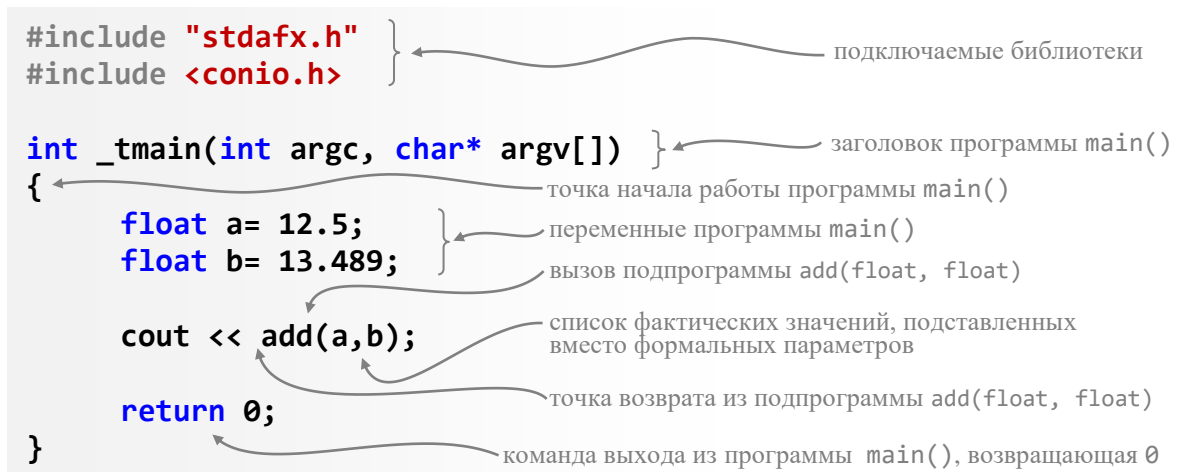 #include "stdafx.h"
#include <conio.h>
подключаемые библиотеки
int _tmain(int argc, char* argv[])
заголовок программы main()
{
точка начала работы программы main()
float a= 12.5;
float b= 13.489;
переменные программы main()
вызов подпрограммы add(float, float)
cout << add(a,b);
список фактических значений, подставленных
вместо формальных параметров
точка возврата из подпрограммы add(float, float)
return 0;
}
команда выхода из программы main(), возвращающая 0